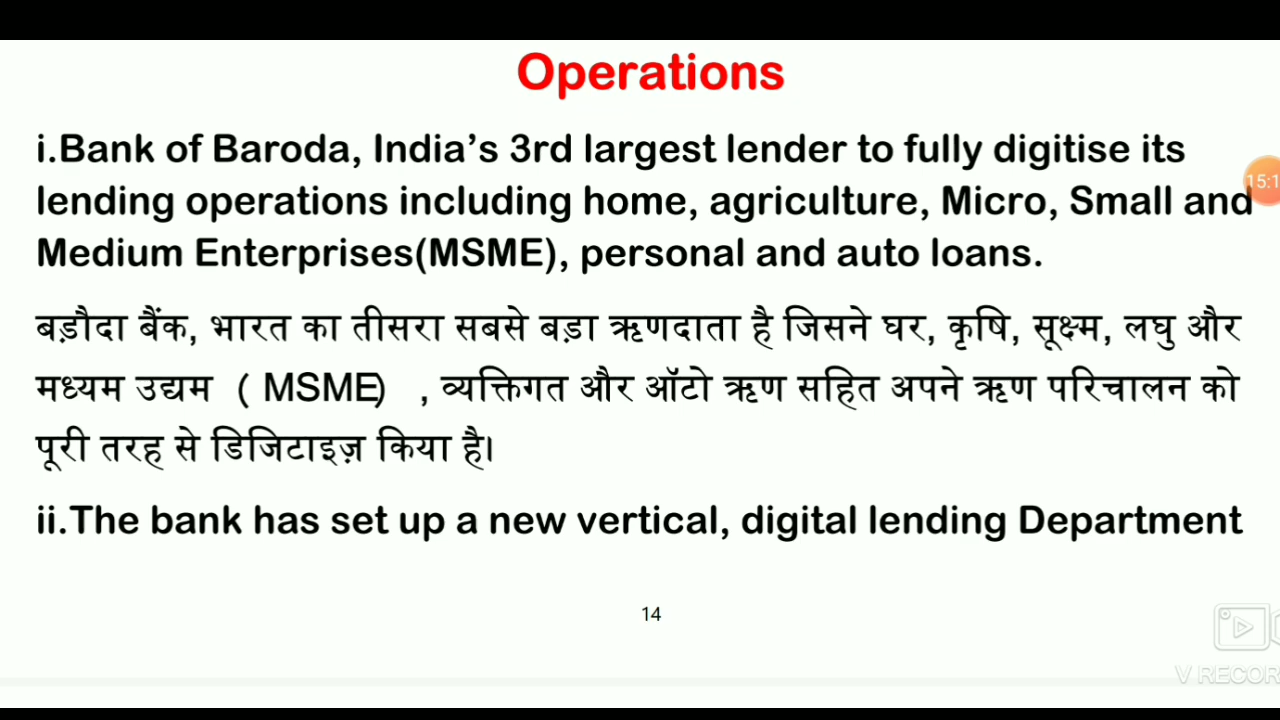 Operations
i.Bank of Baroda, India’s 3rd largest lender to fully digitise its
lending operations including home, agriculture, Micro, Small and
Medium Enterprises(MSME), personal and auto loans.
बड़ौदा बैंक, भारत का तीसरा सबसे बड़ा ऋणदाता है जिसने घर, कृषि, सूक्ष्म, लघु और
मध्यम उद्यम ( MSME) , व्यक्तिगत और ऑटो ऋण सहित अपने ऋण परिचालन को
पूरी तरह से डिजिटाइज़ किया है।
ii.The bank has set up a new vertical, digital lending Department
14
V RECOR